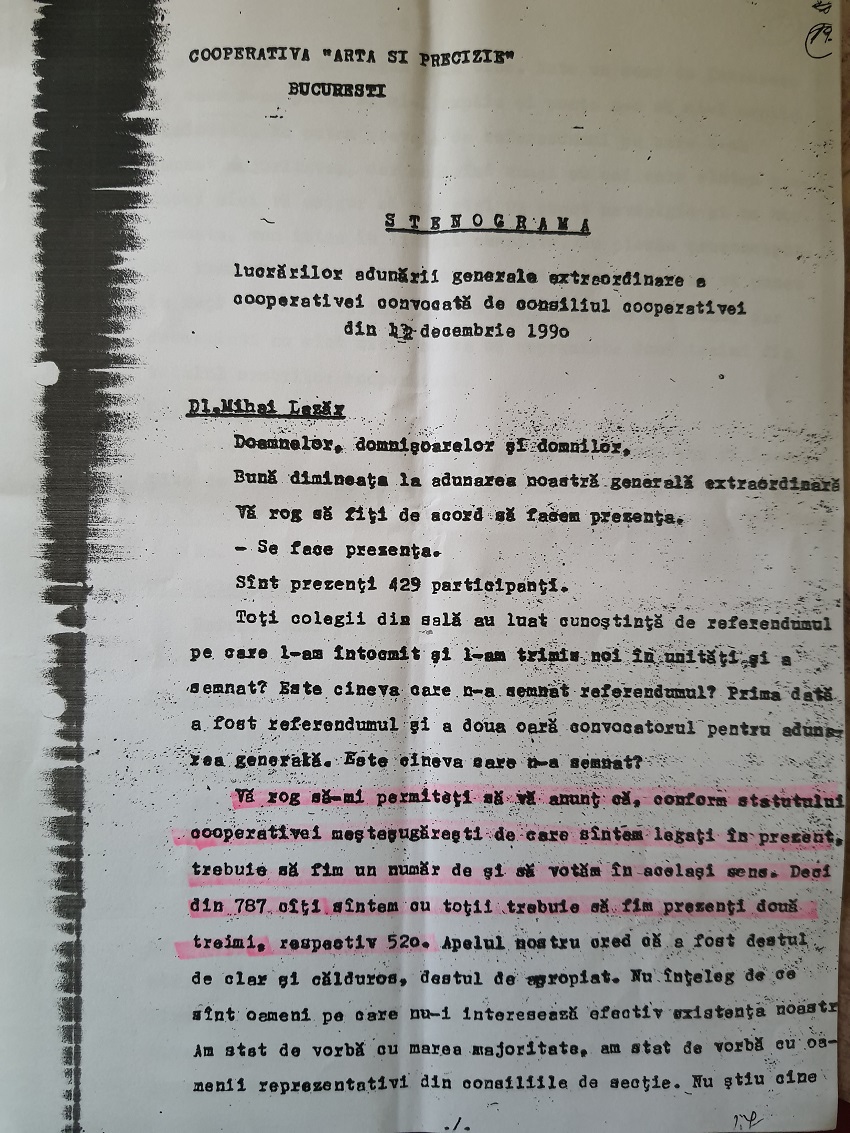 19.
COOPERATIVA "ARTA SI PRECIZIE"
BUCURESTI
S T E N O G R A M A
lucrărilor adunării generale extraordinare a
cooperativei convocată de consiliul cooperativei
din decembrie 1990
Dl.Mihai Lazăr
Doamnelor, domnişoarelor şi domnilor,
Bună dimineaţa la adunarea noastră generală extraordinară
Vă rog să fiţi de acord să facem prezenţa.
- Se face prezenţa.
Sînt prezenţi 429 participanţi.
Toţi colegii din sală au luat cunoştinţă de referendumul
pe care l-am întocmit şi l-am trimis noi în unităţi şi a
semnat? Este cineva care n-a semnat referendumul? Prima dată
a fost referendumul şi a doua oară convocatorul pentru aduna-
rea generală. Este cineva care n-a semnat?
Vă rog să-mi permiteţi să vă anunţ că, conform statutului
cooperativei meşteşugăreşti de care sîntem legaţi în prezent,
trebuie să fim un număr de şi să votăm în acelaşi sens. Deci
din 787 cîţi sîntem cu toţii trebuie să fim prezenţi două
treimi, respectiv 520. Apelul nostru cred că a fost destul
de clar şi călduros, destul de apropiat. Nu înţeleg de ce
sînt oameni pe care nu-i interesează efectiv existenţa noastr
Am stat de vorbă cu marea majoritate, am stat de vorbă cu oa-
menii reprezentativi din consiliile de secţie. Nu ştiu cine
./.